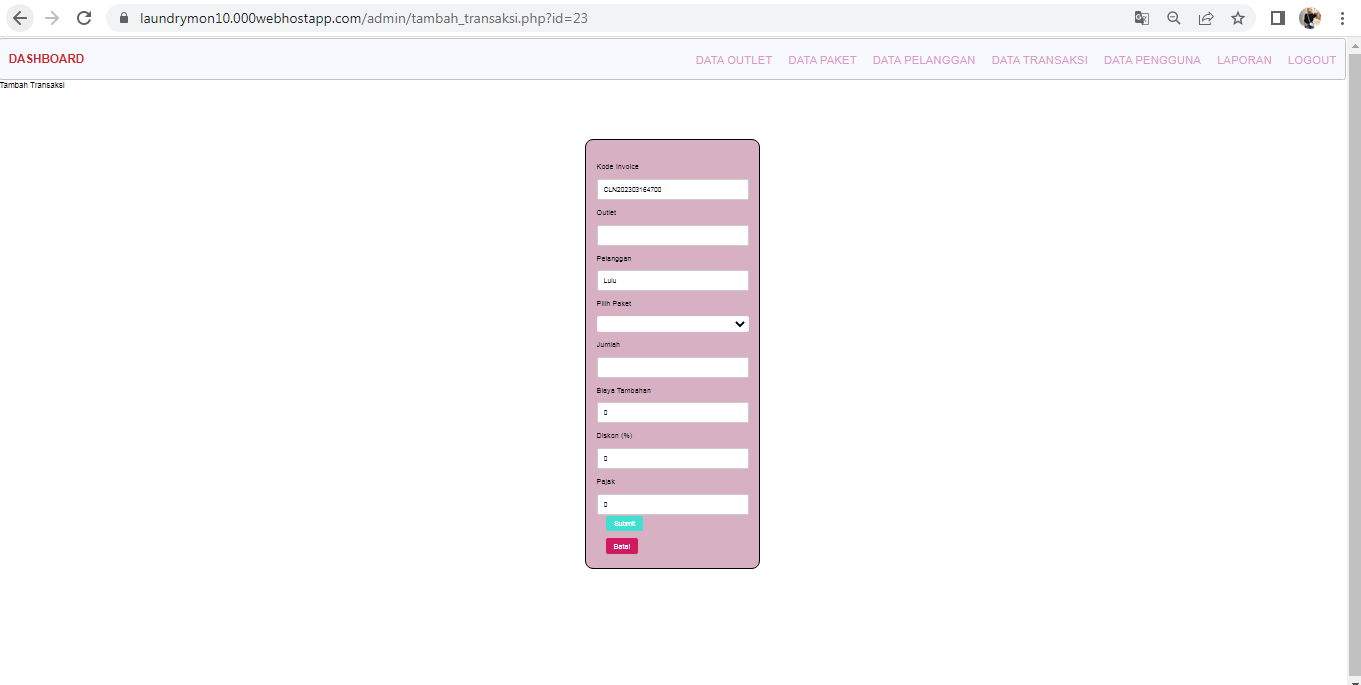 laundrymon10.000webhostapp.com/admin/tambah_transaksi.php?id=23
DASHBOARD DATA OUTLET DATA PAKET DATA PELANGGAN DATA TRANSAKSI DATA PENGGUNA LAPORAN LOGOUT
Tambah Transaksi
Kode Invoice
CLN202303164700
Outlet
Pelanggan
Lulu
Pilih Paket
Jumlah
Biaya Tambahan
0
Diskon (%)
0
Pajak
0
Submit
Batal